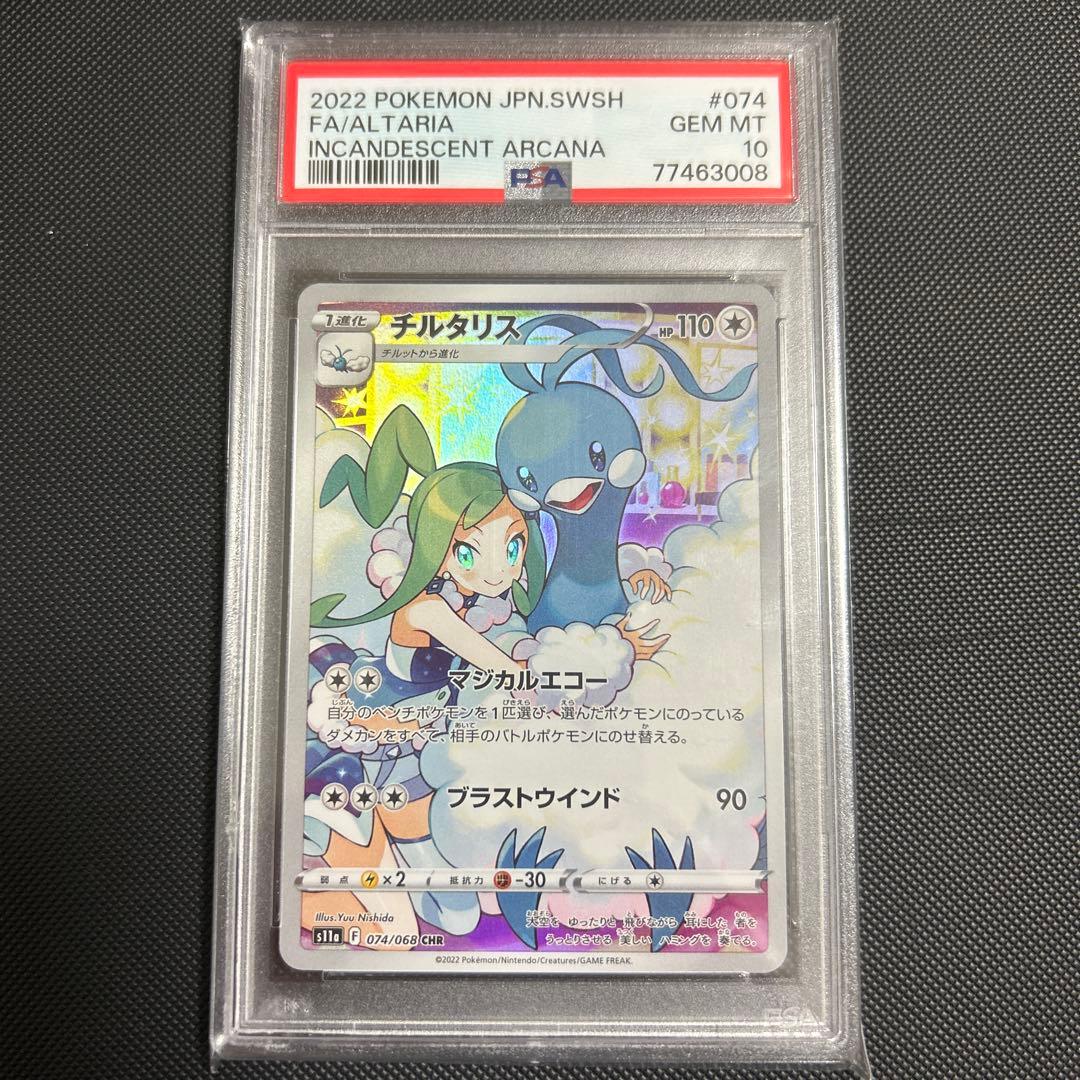 2022 POKEMON JPN.SWSH #074
FA/ALTARIA GEM MT
INCANDESCENT ARCANA 10
PSA 77463008
1進化 チルタリス HP 110
チルットから進化
マジカルエコー
自分のベンチポケモンを1匹選び、選んだポケモンにのっている
ダメカンをすべて、相手のバトルポケモンにのせ替える。
ブラストウインド 90
弱点 ×2 抵抗力 -30 にげる
Illus.Yuu Nishida
s11a F 074/068 CHR
大空を ゆったりと 飛びながら 耳にした 者を
うっとりさせる 美しい ハミングを 奏でる。
©2022 Pokémon/Nintendo/Creatures/GAME FREAK.
PSA